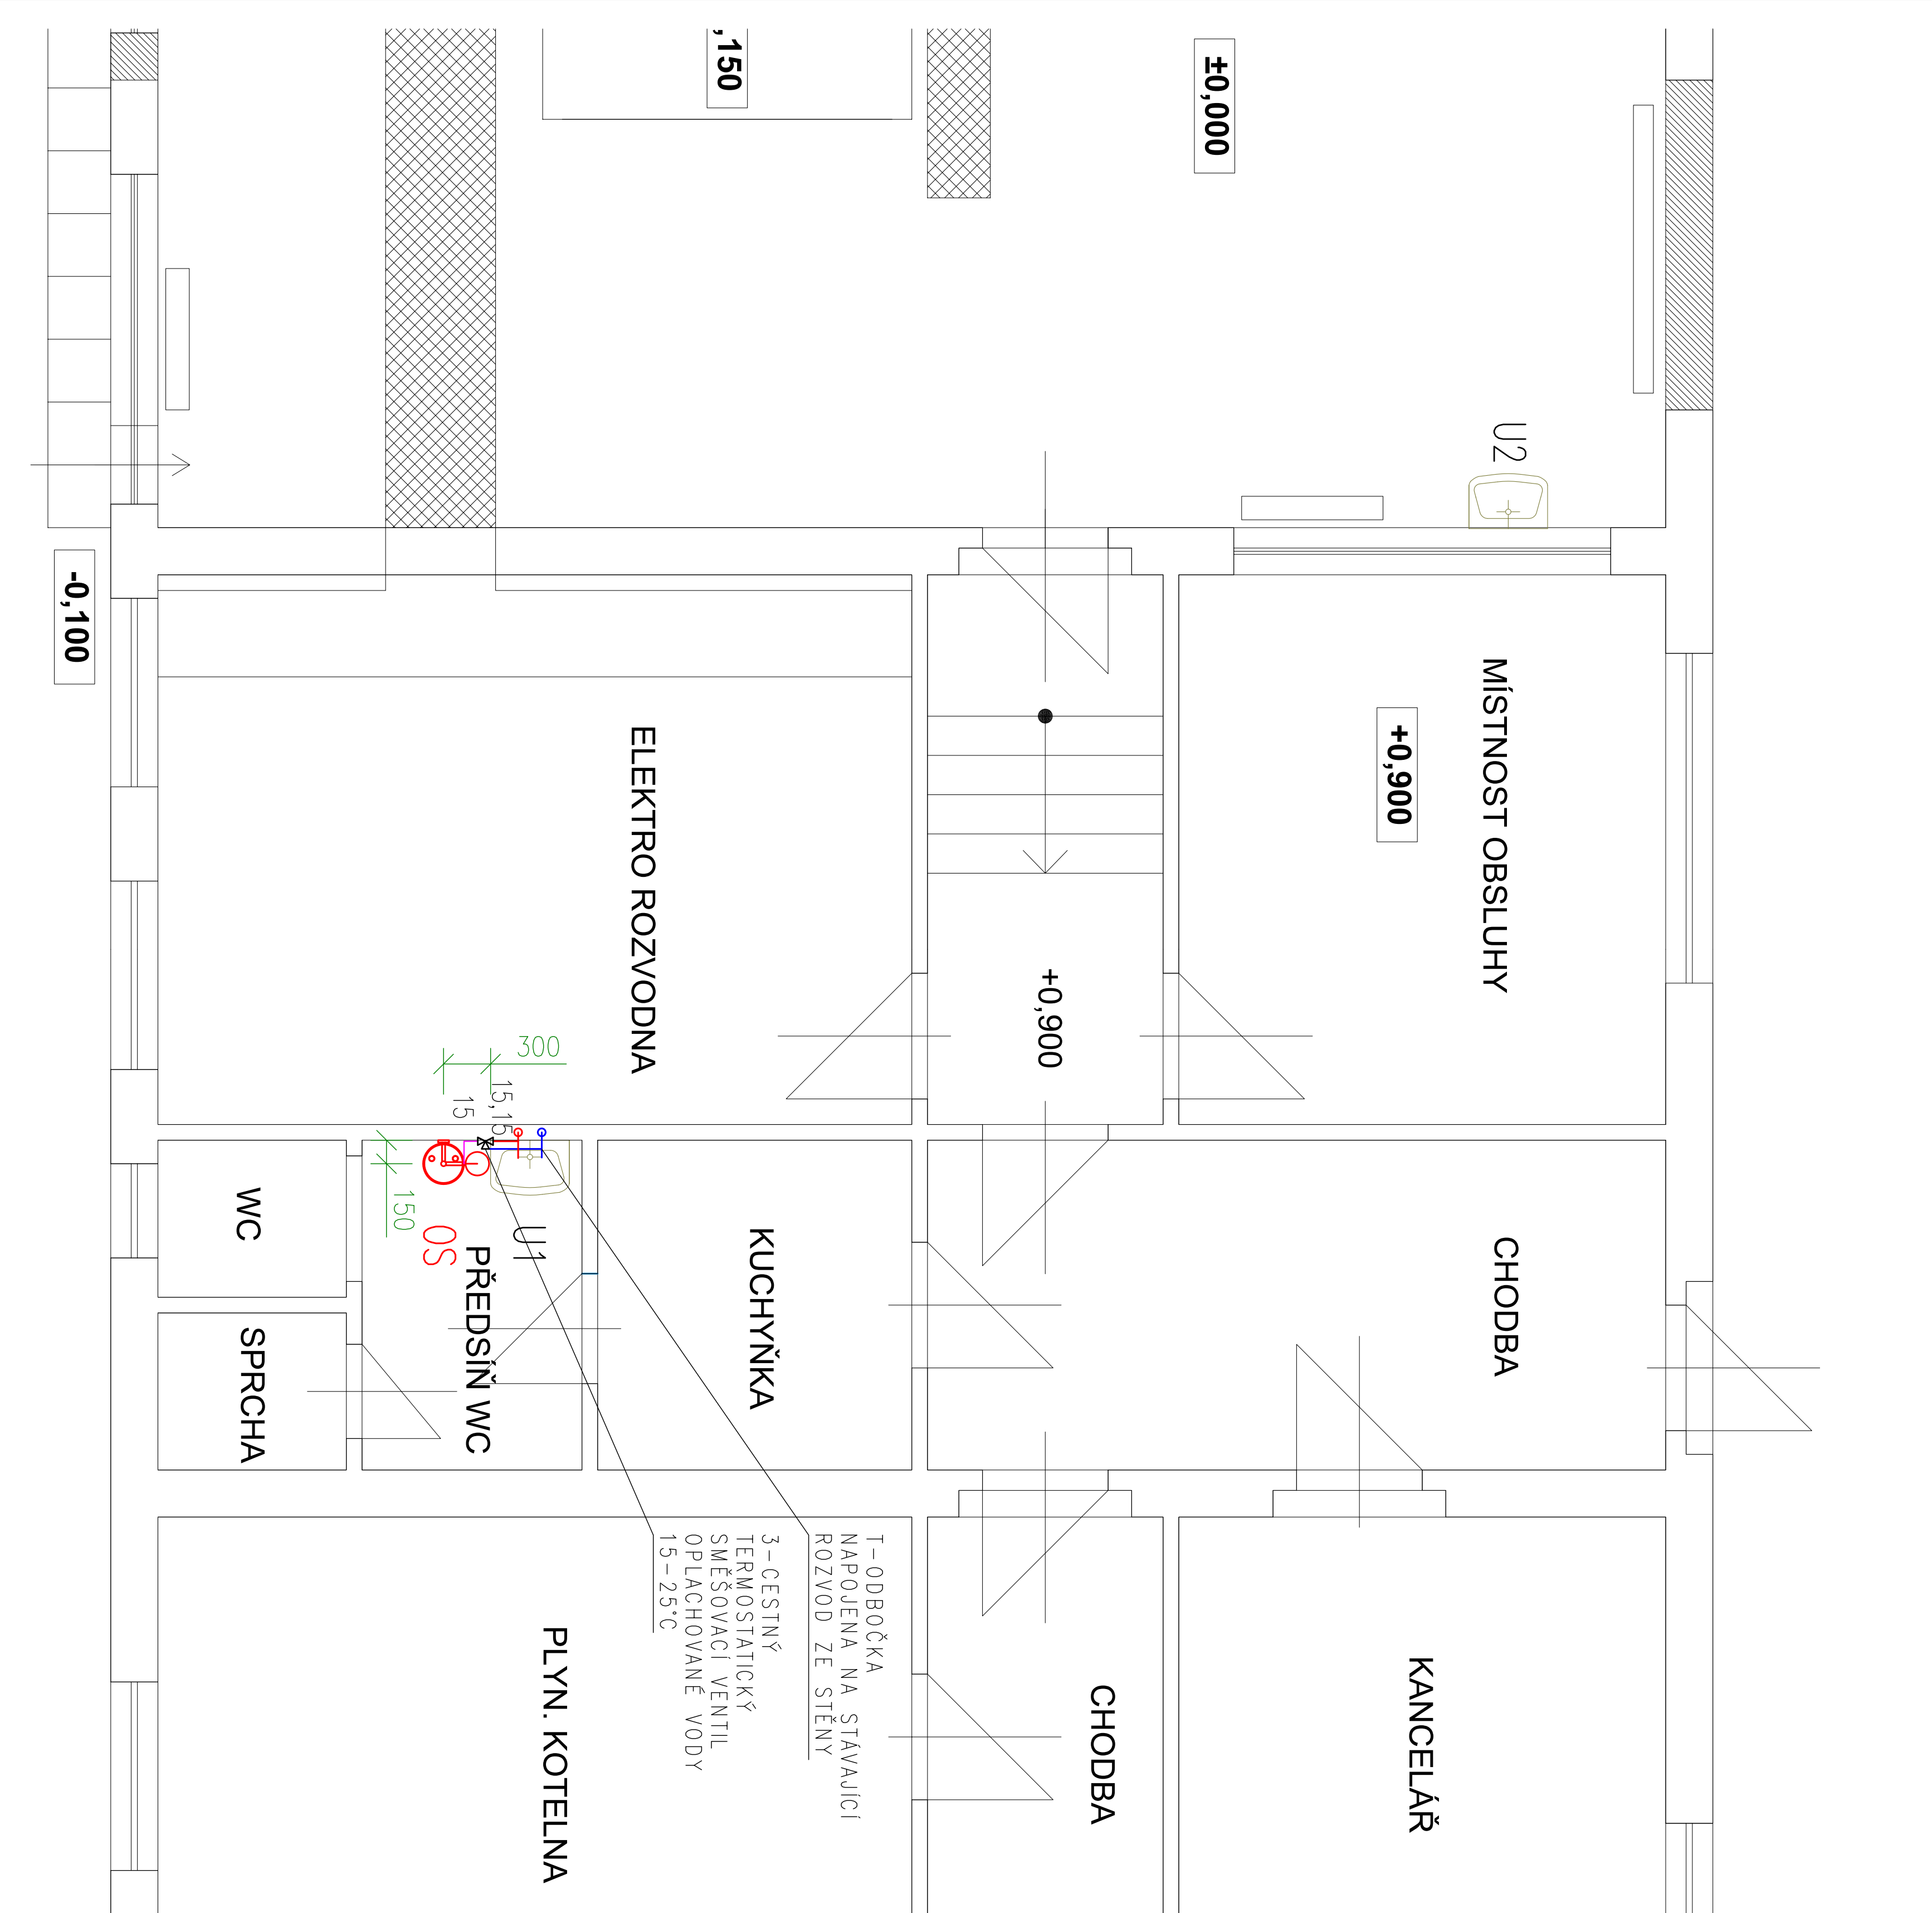 ,150
±0,000
U2
-0,100
MÍSTNOST OBSLUHY
+0,900
ELEKTRO ROZVODNA
+0,900
300
15,15
15
150
OS
U1
WC
PŘEDSÍŇ WC
KUCHYŇKA
CHODBA
SPRCHA
T-ODBOČKA
NAPOJENA NA STÁVAJÍCÍ
ROZVOD ZE STĚNY
3-CESTNÝ
TERMOSTATICKÝ
SMĚŠOVACÍ VENTIL
OPLACHOVANÉ VODY
15-25°C
PLYN. KOTELNA
CHODBA
KANCELÁŘ